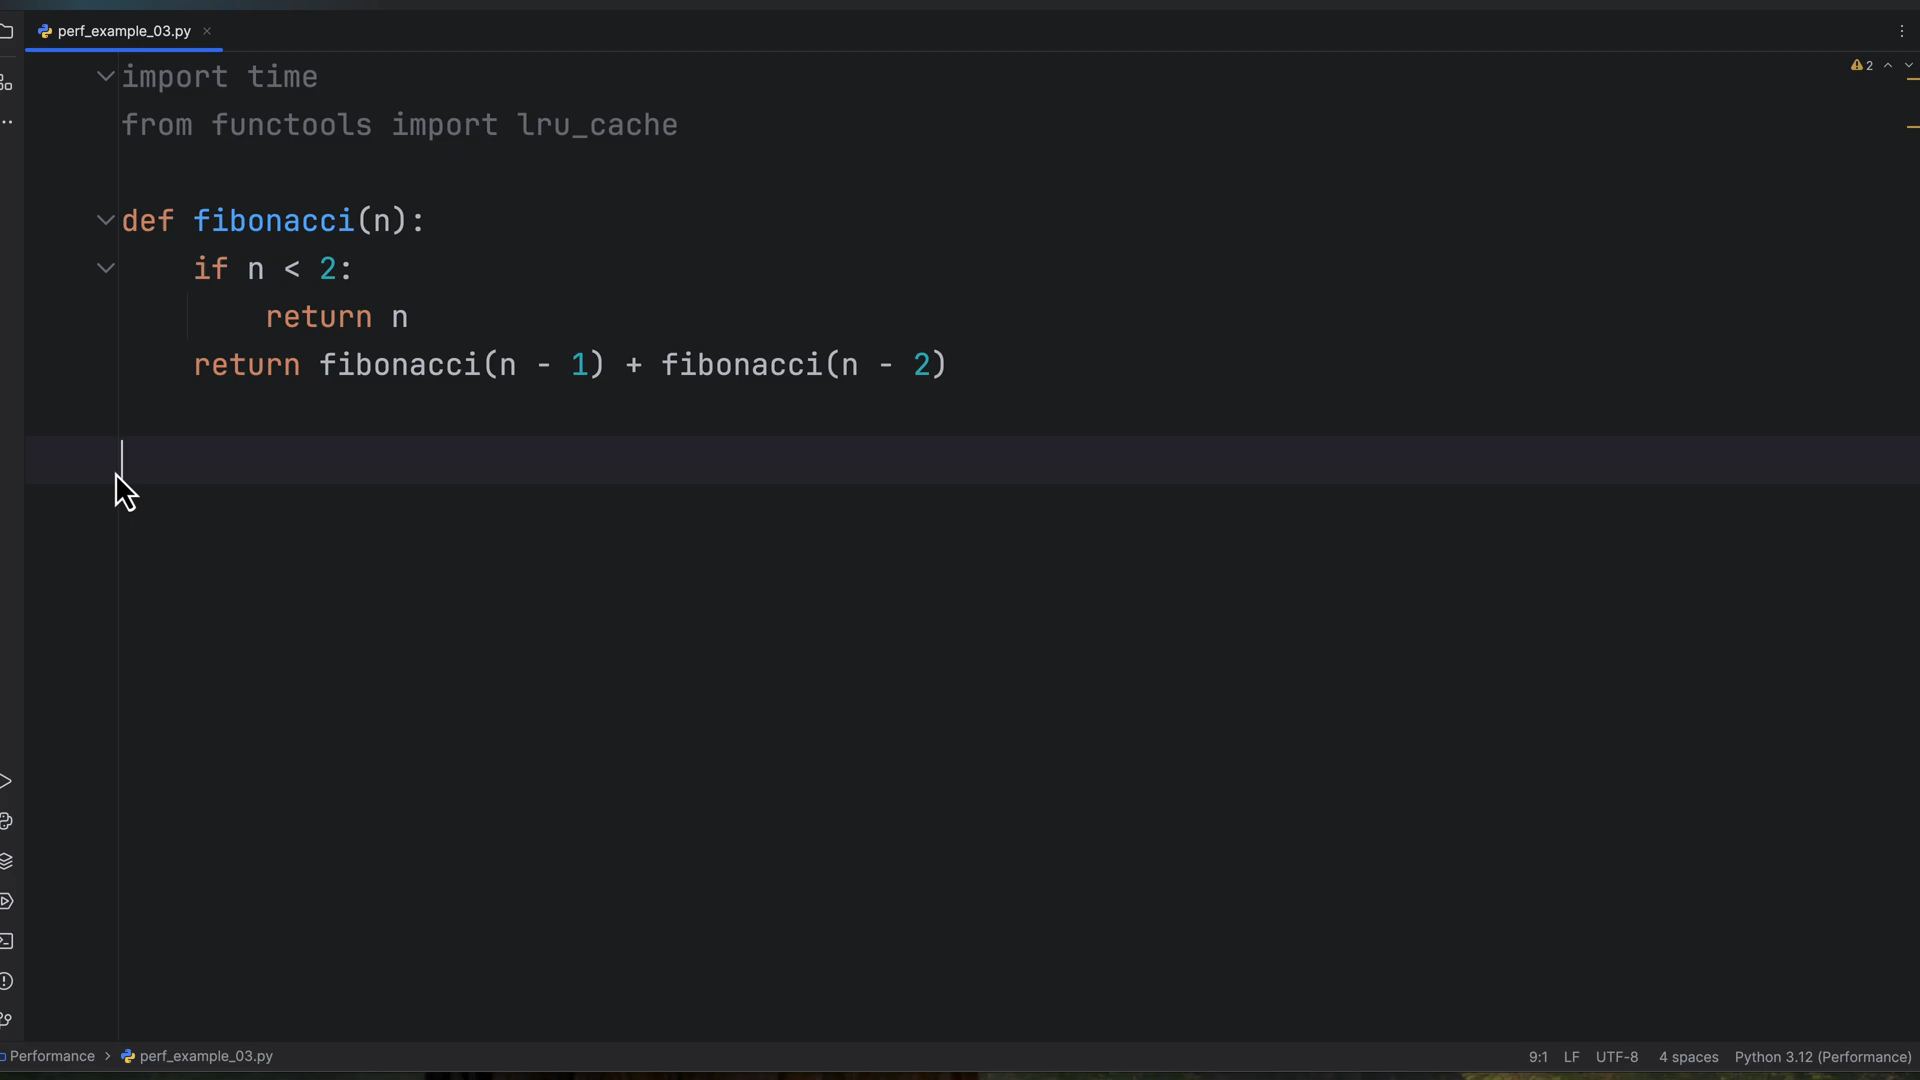 perf_example_03.py
2
import time
from functools import lru_cache
def fibonacci(n):
    if n < 2:
        return n
    return fibonacci(n - 1) + fibonacci(n - 2)
Performance > perf_example_03.py
9:1 LF UTF-8 4 spaces Python 3.12 (Performance)